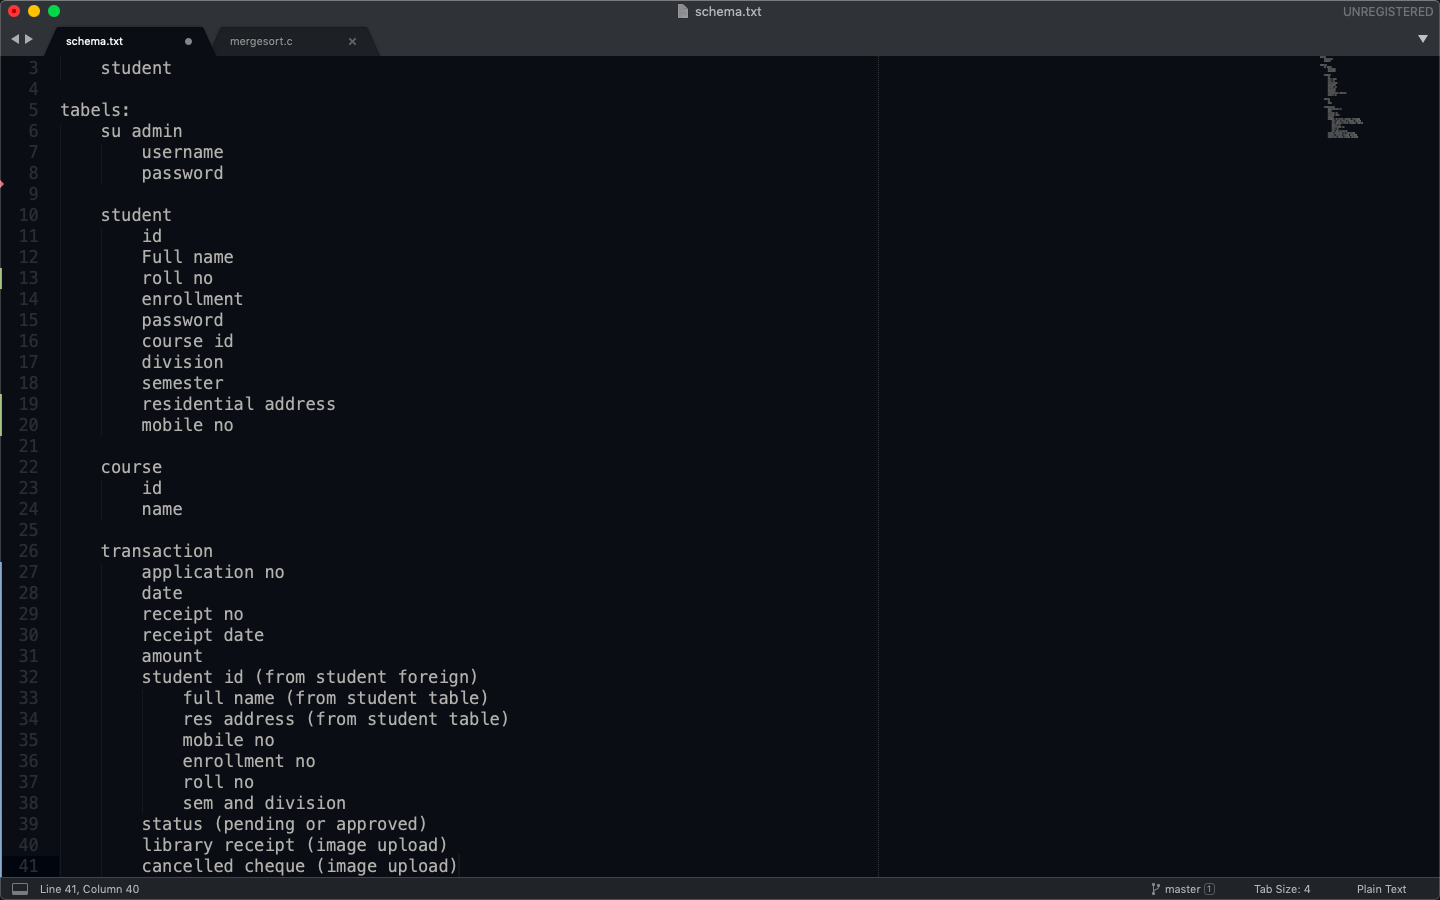 schema.txt
UNREGISTERED
schema.txt
mergesort.c
3 student
4
5 tabels:
6 su admin
7 username
8 password
9
10 student
11 id
12 Full name
13 roll no
14 enrollment
15 password
16 course id
17 division
18 semester
19 residential address
20 mobile no
21
22 course
23 id
24 name
25
26 transaction
27 application no
28 date
29 receipt no
30 receipt date
31 amount
32 student id (from student foreign)
33 full name (from student table)
34 res address (from student table)
35 mobile no
36 enrollment no
37 roll no
38 sem and division
39 status (pending or approved)
40 library receipt (image upload)
41 cancelled cheque (image upload)
Line 41, Column 40
master 1
Tab Size: 4
Plain Text